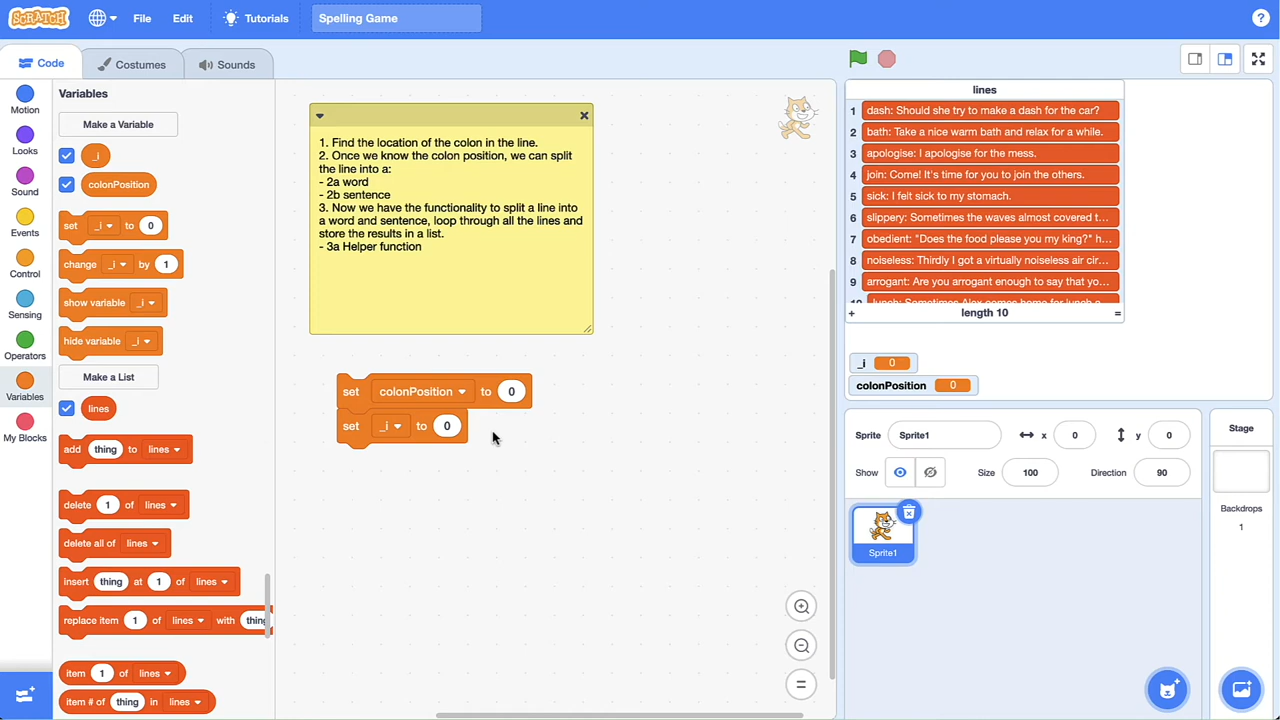 SCRATCH File Edit Tutorials Spelling Game ?
Code Costumes Sounds
Motion
Looks
Sound
Events
Control
Sensing
Operators
Variables
My Blocks
Variables
Make a Variable
_i
colonPosition
set _i to 0
change _i by 1
show variable _i
hide variable _i
Make a List
lines
add thing to lines
delete 1 of lines
delete all of lines
insert thing at 1 of lines
replace item 1 of lines with thing
item 1 of lines
item # of thing in lines
1. Find the location of the colon in the line.
2. Once we know the colon position, we can split
the line into a:
- 2a word
- 2b sentence
3. Now we have the functionality to split a line into
a word and sentence, loop through all the lines and
store the results in a list.
- 3a Helper function
set colonPosition to 0
set _i to 0
lines
1 dash: Should she try to make a dash for the car?
2 bath: Take a nice warm bath and relax for a while.
3 apologise: I apologise for the mess.
4 join: Come! It's time for you to join the others.
5 sick: I felt sick to my stomach.
6 slippery: Sometimes the waves almost covered t...
7 obedient: "Does the food please you my king?" h...
8 noiseless: Thirdly I got a virtually noiseless air cir...
9 arrogant: Are you arrogant enough to say that yo...
10 lunch: Sometimes Alex comes home for lunch a...
+ length 10 =
_i 0
colonPosition 0
Sprite Sprite1 x 0 y 0
Show Size 100 Direction 90
Sprite1
Stage
Backdrops
1